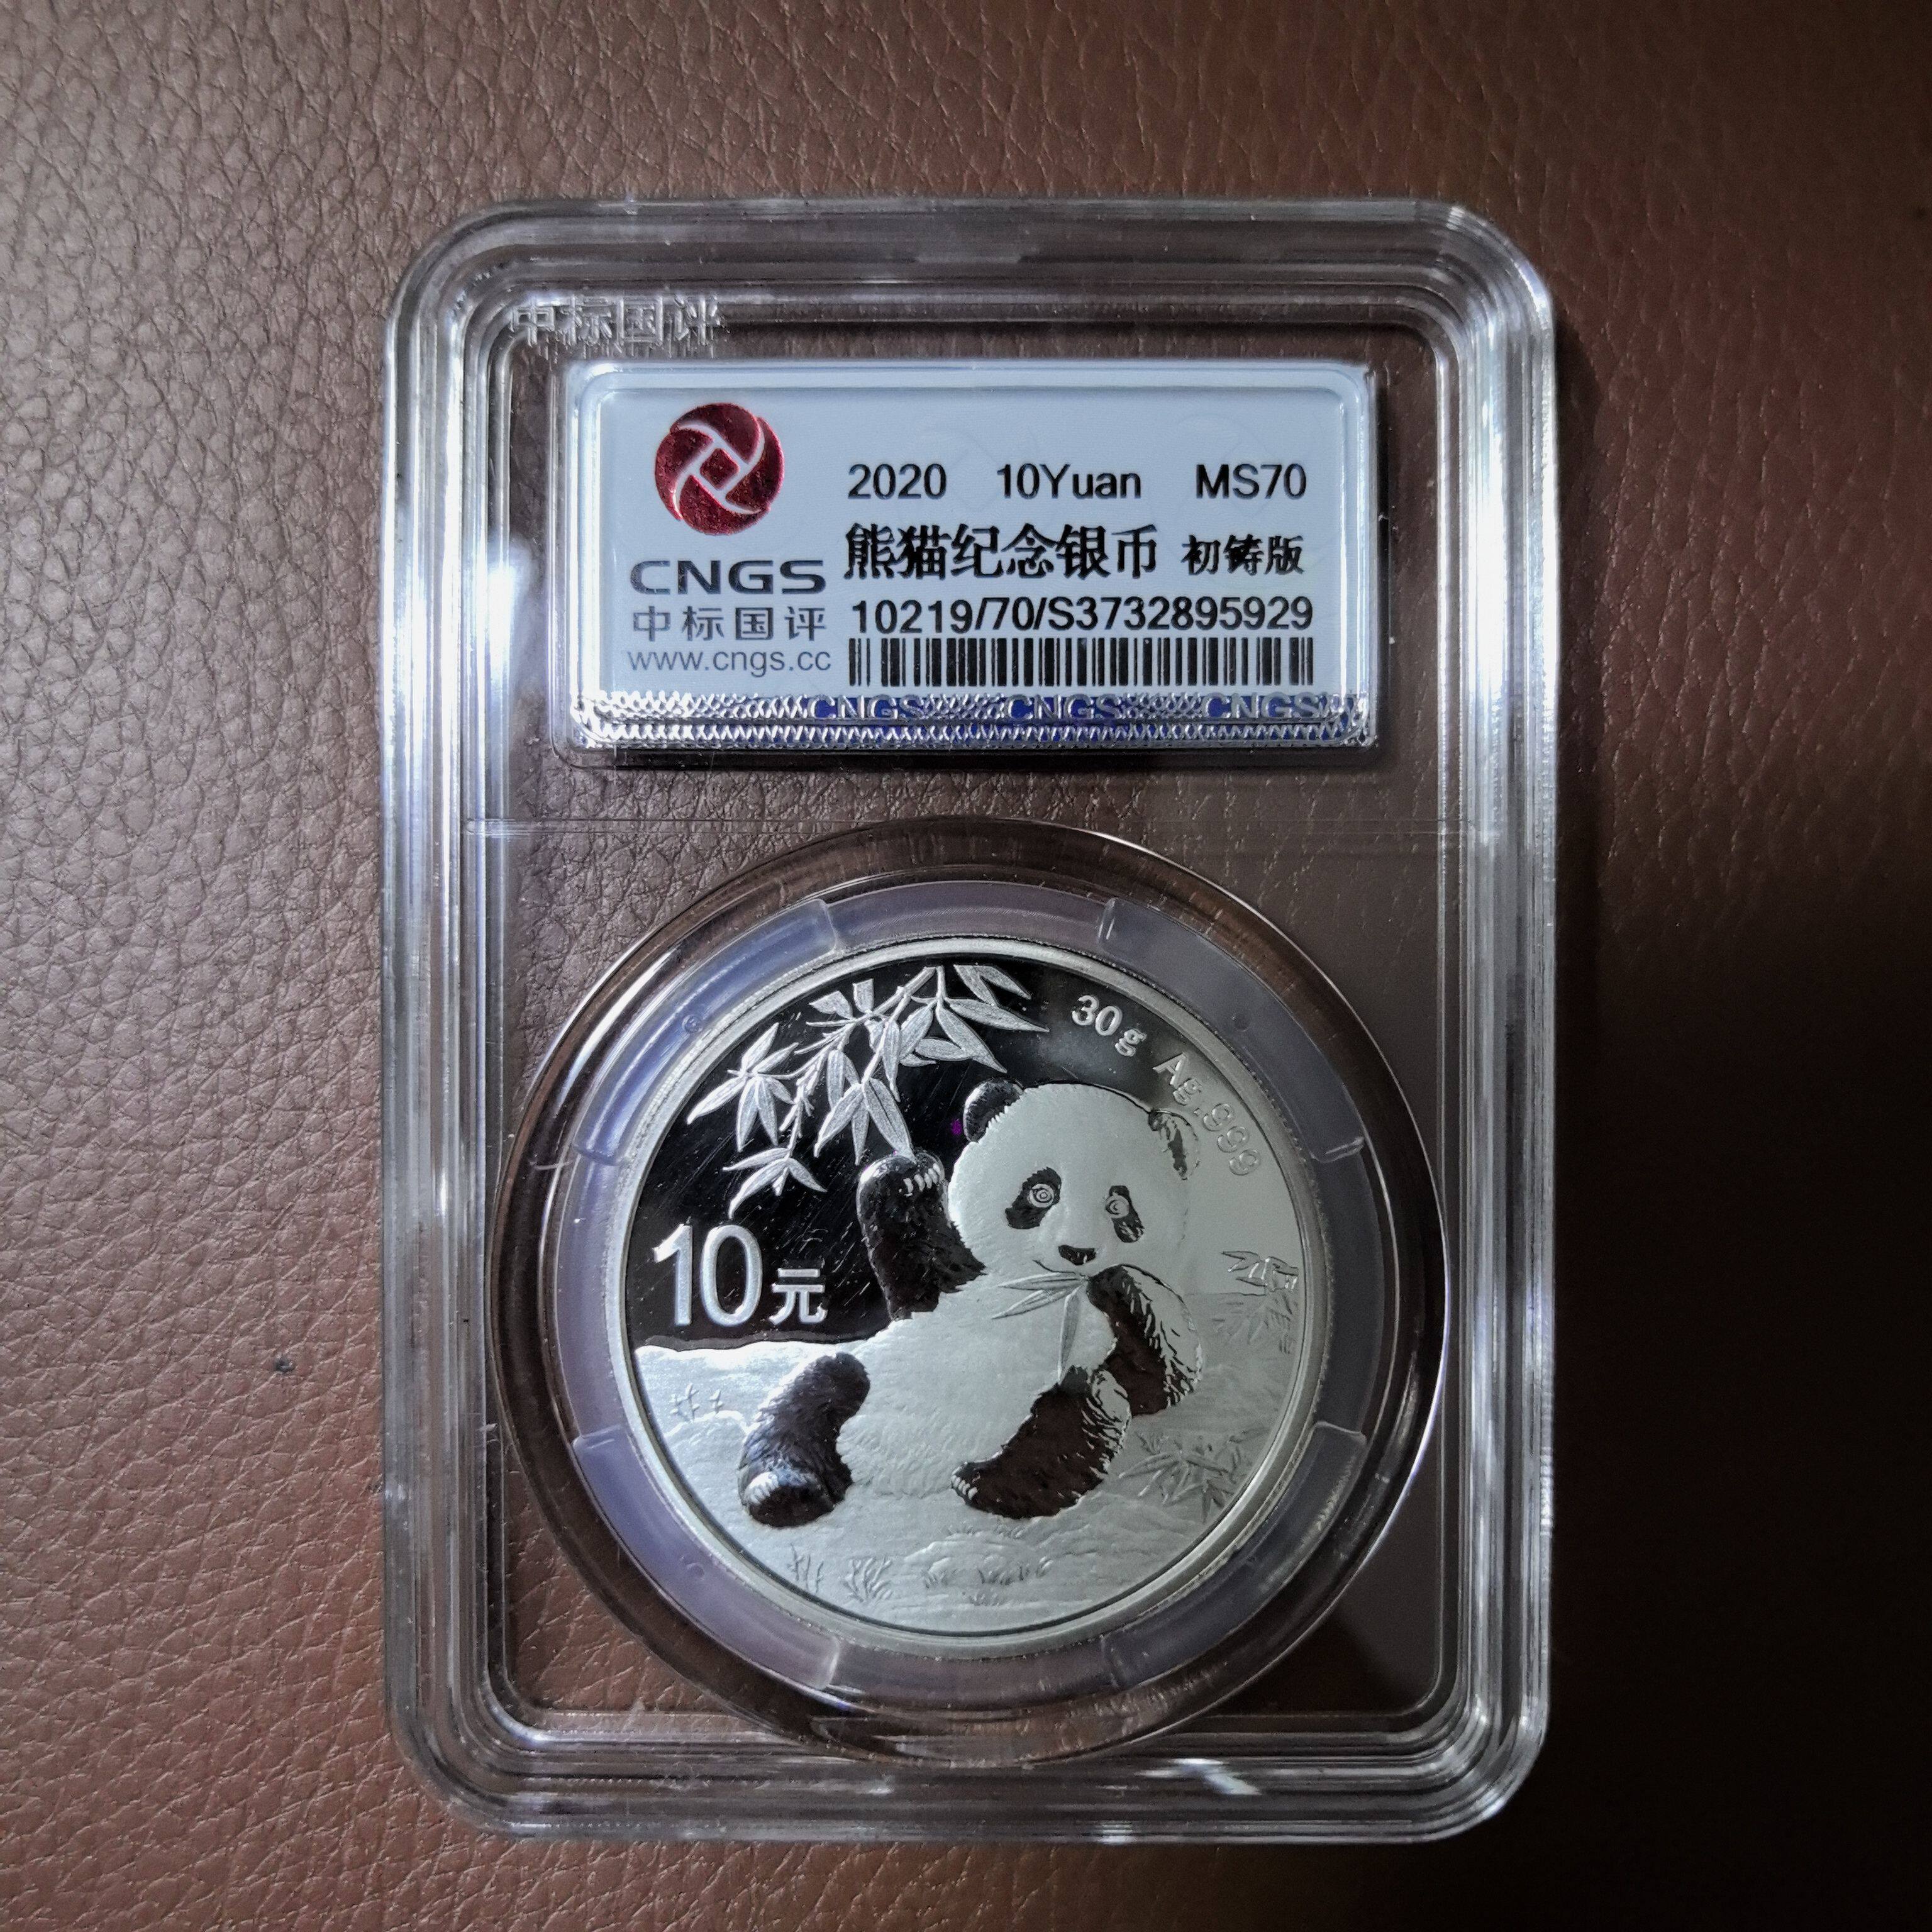 中标国评
2020 10Yuan MS70
熊猫纪念银币 初铸版
CNGS
中标国评
www.cngs.cc
10219/70/S3732895929
CNGS CNGS CNGS
30g Ag.999
10元